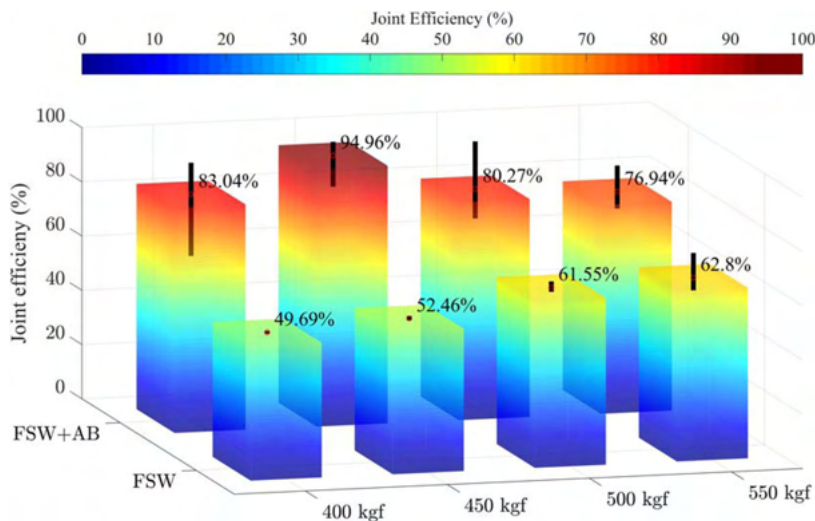 Joint Efficiency (%)
0 10 20 30 40 50 60 70 80 90 100
100
80
60
40
20
0
Joint efficieny (%)
83.04%
94.96%
80.27%
76.94%
49.69%
52.46%
61.55%
62.8%
FSW+AB
FSW
400 kgf
450 kgf
500 kgf
550 kgf